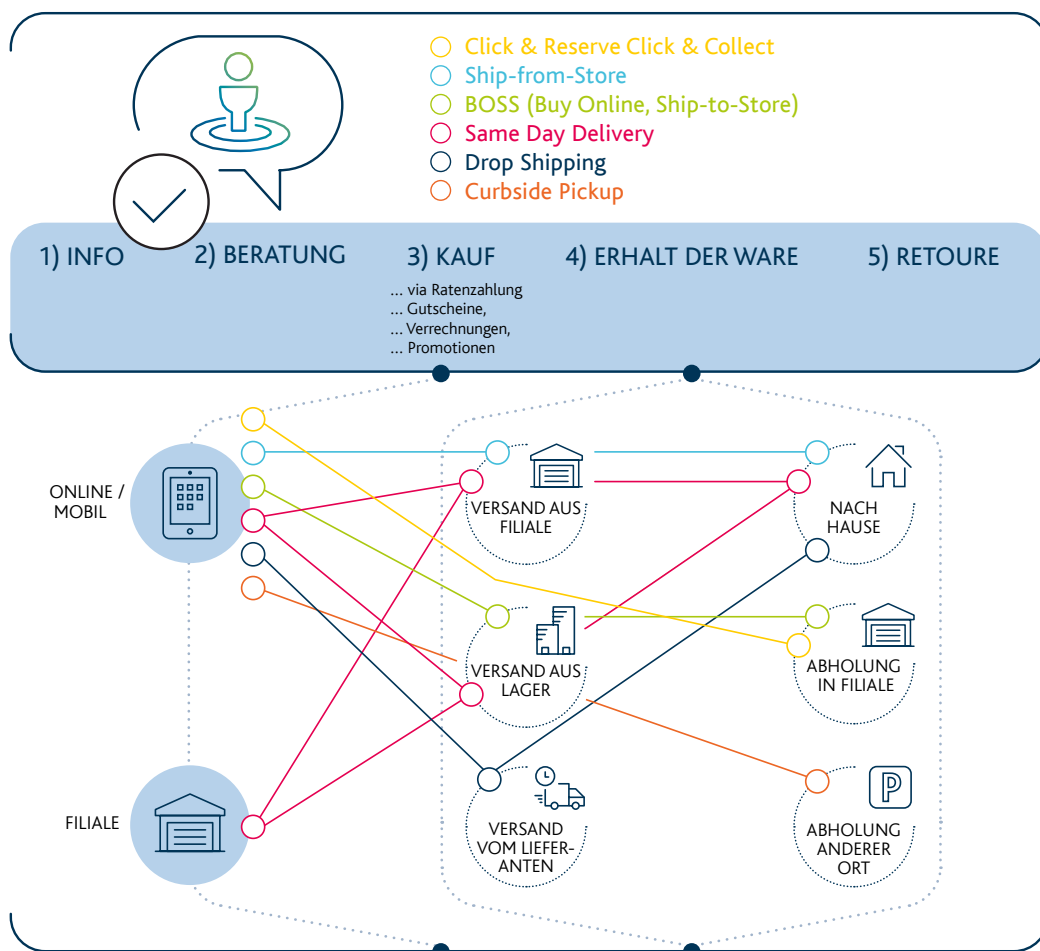 Click & Reserve Click & Collect
Ship-from-Store
BOSS (Buy Online, Ship-to-Store)
Same Day Delivery
Drop Shipping
Curbside Pickup
1) INFO
2) BERATUNG
3) KAUF
4) ERHALT DER WARE
5) RETOURE
... via Ratenzahlung
... Gutscheine,
... Verrechnungen,
... Promotionen
ONLINE /
MOBIL
VERSAND AUS
FILIALE
NACH
HAUSE
VERSAND AUS
LAGER
ABHOLUNG
IN FILIALE
FILIALE
VERSAND
VOM LIEFER-
ANTEN
P
ABHOLUNG
ANDERER
ORT